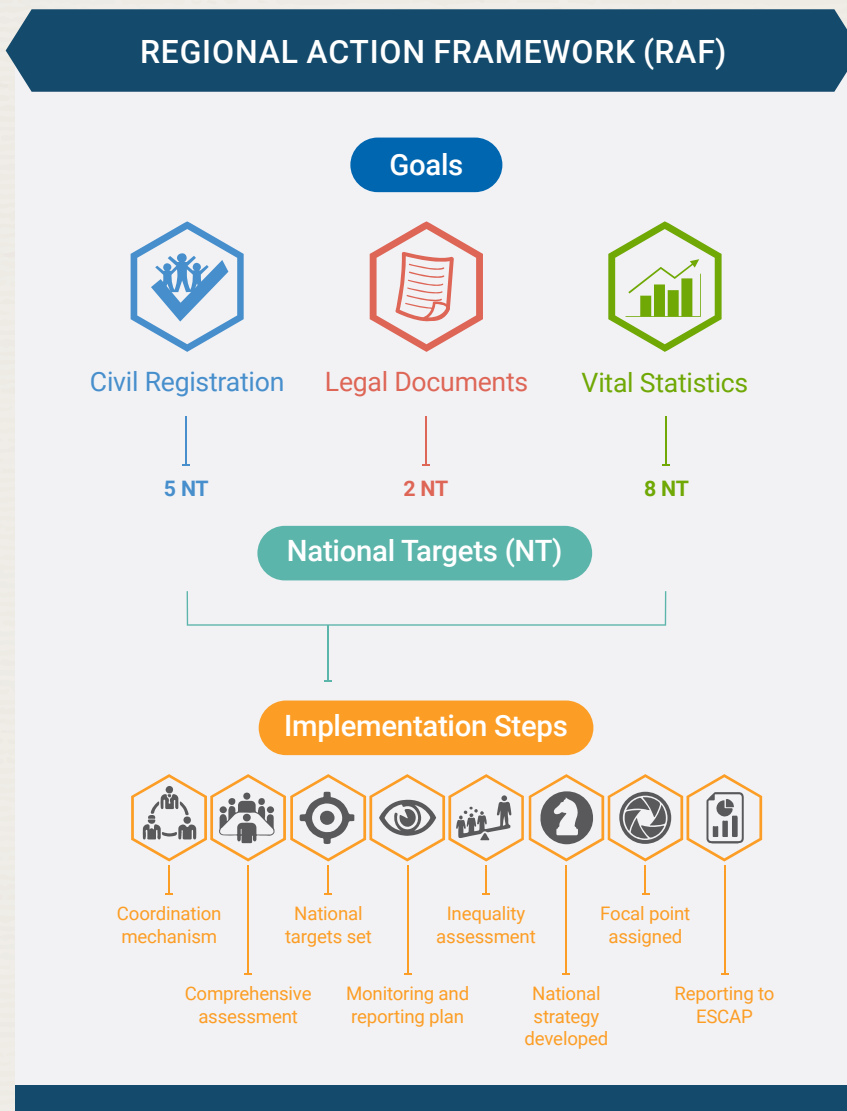 REGIONAL ACTION FRAMEWORK (RAF)
Goals
Civil Registration
Legal Documents
Vital Statistics
5 NT
2 NT
8 NT
National Targets (NT)
Implementation Steps
Coordination
mechanism
Comprehensive
assessment
National
targets set
Monitoring and
reporting plan
Inequality
assessment
National
strategy
developed
Focal point
assigned
Reporting to
ESCAP